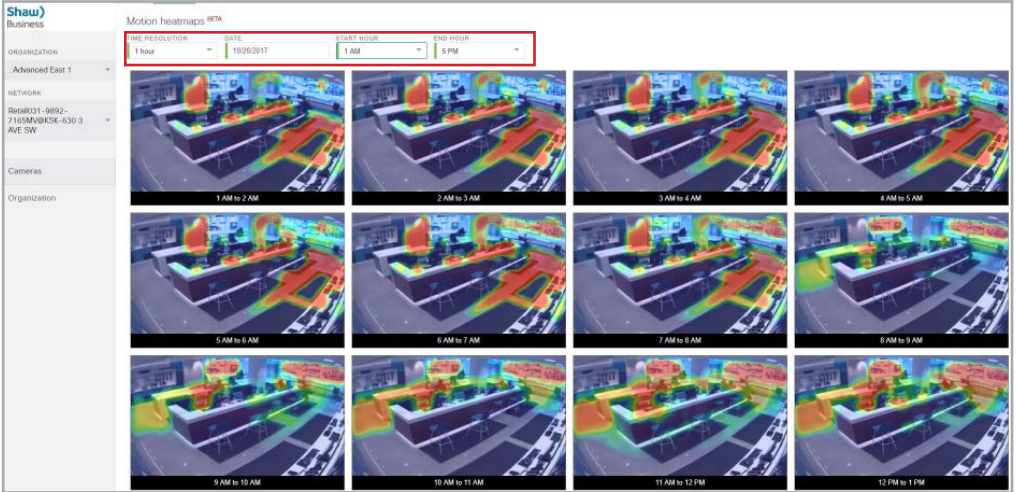 Shaw)
Business
Motion heatmaps BETA
TIME RESOLUTION
DATE
START HOUR
END HOUR
1 hour
10/26/2017
1 AM
5 PM
ORGANIZATION
Advanced East 1
NETWORK
Retail031-9892-
7165MV@KSK-630 3
AVE SW
Cameras
Organization
1 AM to 2 AM
2 AM to 3 AM
3 AM to 4 AM
4 AM to 5 AM
5 AM to 6 AM
6 AM to 7 AM
7 AM to 8 AM
8 AM to 9 AM
9 AM to 10 AM
10 AM to 11 AM
11 AM to 12 PM
12 PM to 1 PM